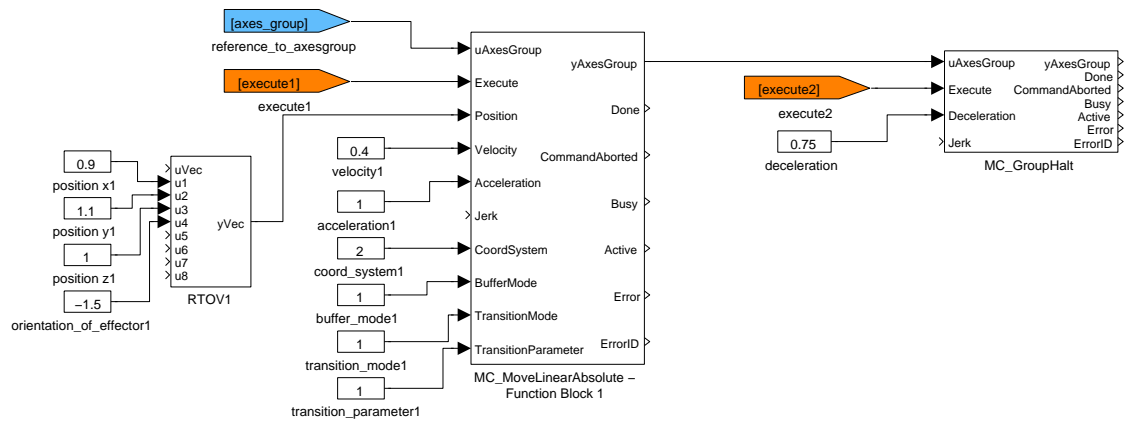 [axes_group]
reference_to_axesgroup
[execute1]
execute1
0.9
position x1
1.1
position y1
1
position z1
−1.5
orientation_of_effector1
uVec
u1
u2
u3
u4
u5
u6
u7
u8
yVec
RTOV1
0.4
velocity1
1
acceleration1
2
coord_system1
1
buffer_mode1
1
transition_mode1
1
transition_parameter1
uAxesGroup
Execute
Position
Velocity
Acceleration
Jerk
CoordSystem
BufferMode
TransitionMode
TransitionParameter
yAxesGroup
Done
CommandAborted
Busy
Active
Error
ErrorID
MC_MoveLinearAbsolute −
Function Block 1
[execute2]
execute2
0.75
deceleration
uAxesGroup
Execute
Deceleration
Jerk
yAxesGroup
Done
CommandAborted
Busy
Active
Error
ErrorID
MC_GroupHalt